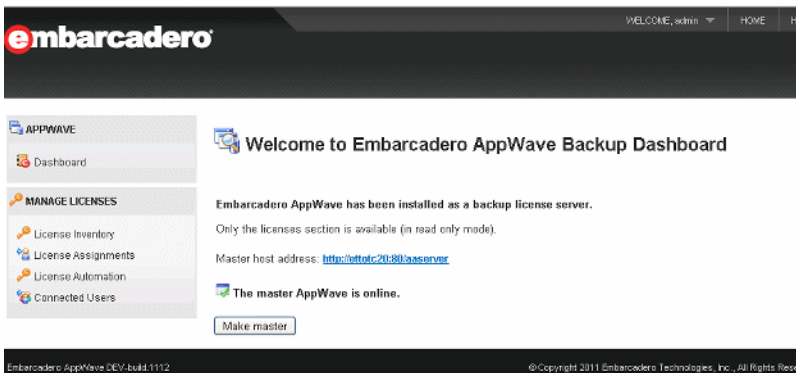 WELCOME, admin HOME
embarcadero
APPWAVE
Dashboard
MANAGE LICENSES
License Inventory
License Assignments
License Automation
Connected Users
Welcome to Embarcadero AppWave Backup Dashboard
Embarcadero AppWave has been installed as a backup license server.
Only the licenses section is available (in read only mode).
Master host address: http://ottotc20:80/aaserver
The master AppWave is online.
Make master
Embarcadero AppWave DEV-build.1112
©Copyright 2011 Embarcadero Technologies, Inc., All Rights Rese